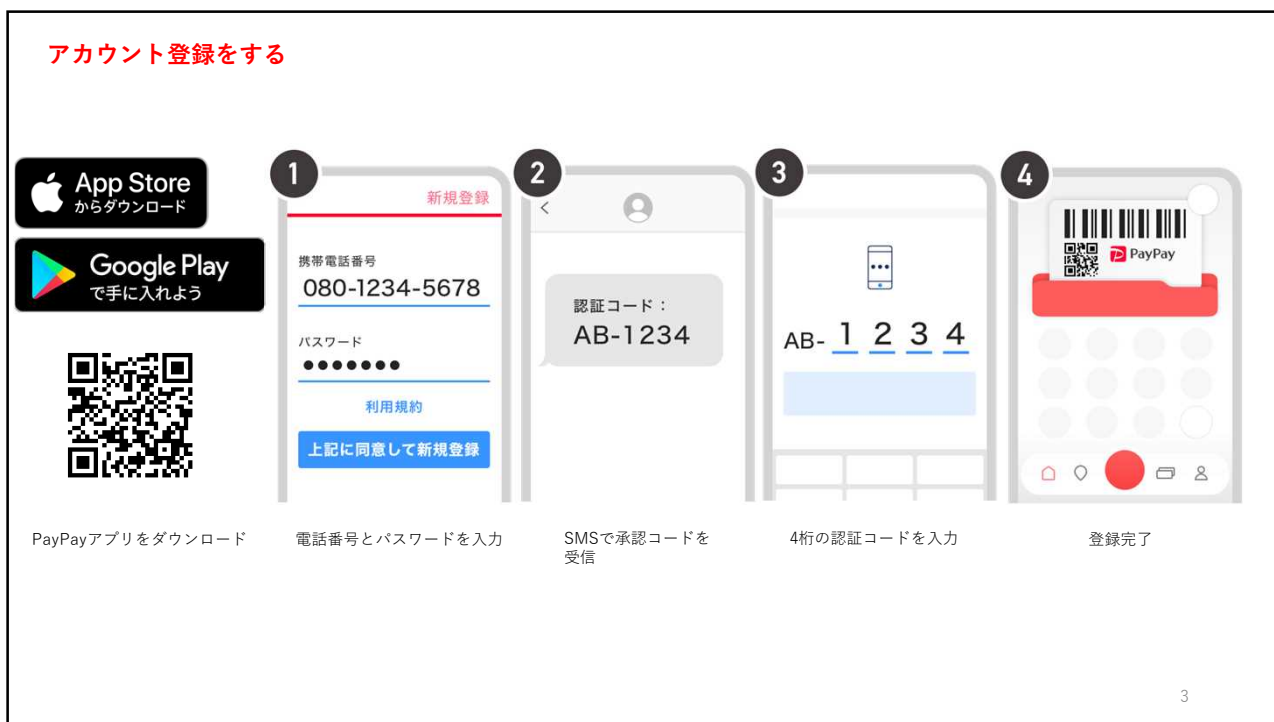 アカウント登録をする
App Store
からダウンロード
Google Play
で手に入れよう
PayPayアプリをダウンロード
1
新規登録
携帯電話番号
080-1234-5678
パスワード
●●●●●●●
利用規約
上記に同意して新規登録
電話番号とパスワードを入力
2
<
認証コード：
AB-1234
SMSで承認コードを
受信
3
AB- 1 2 3 4
4桁の認証コードを入力
4
PayPay
登録完了
3